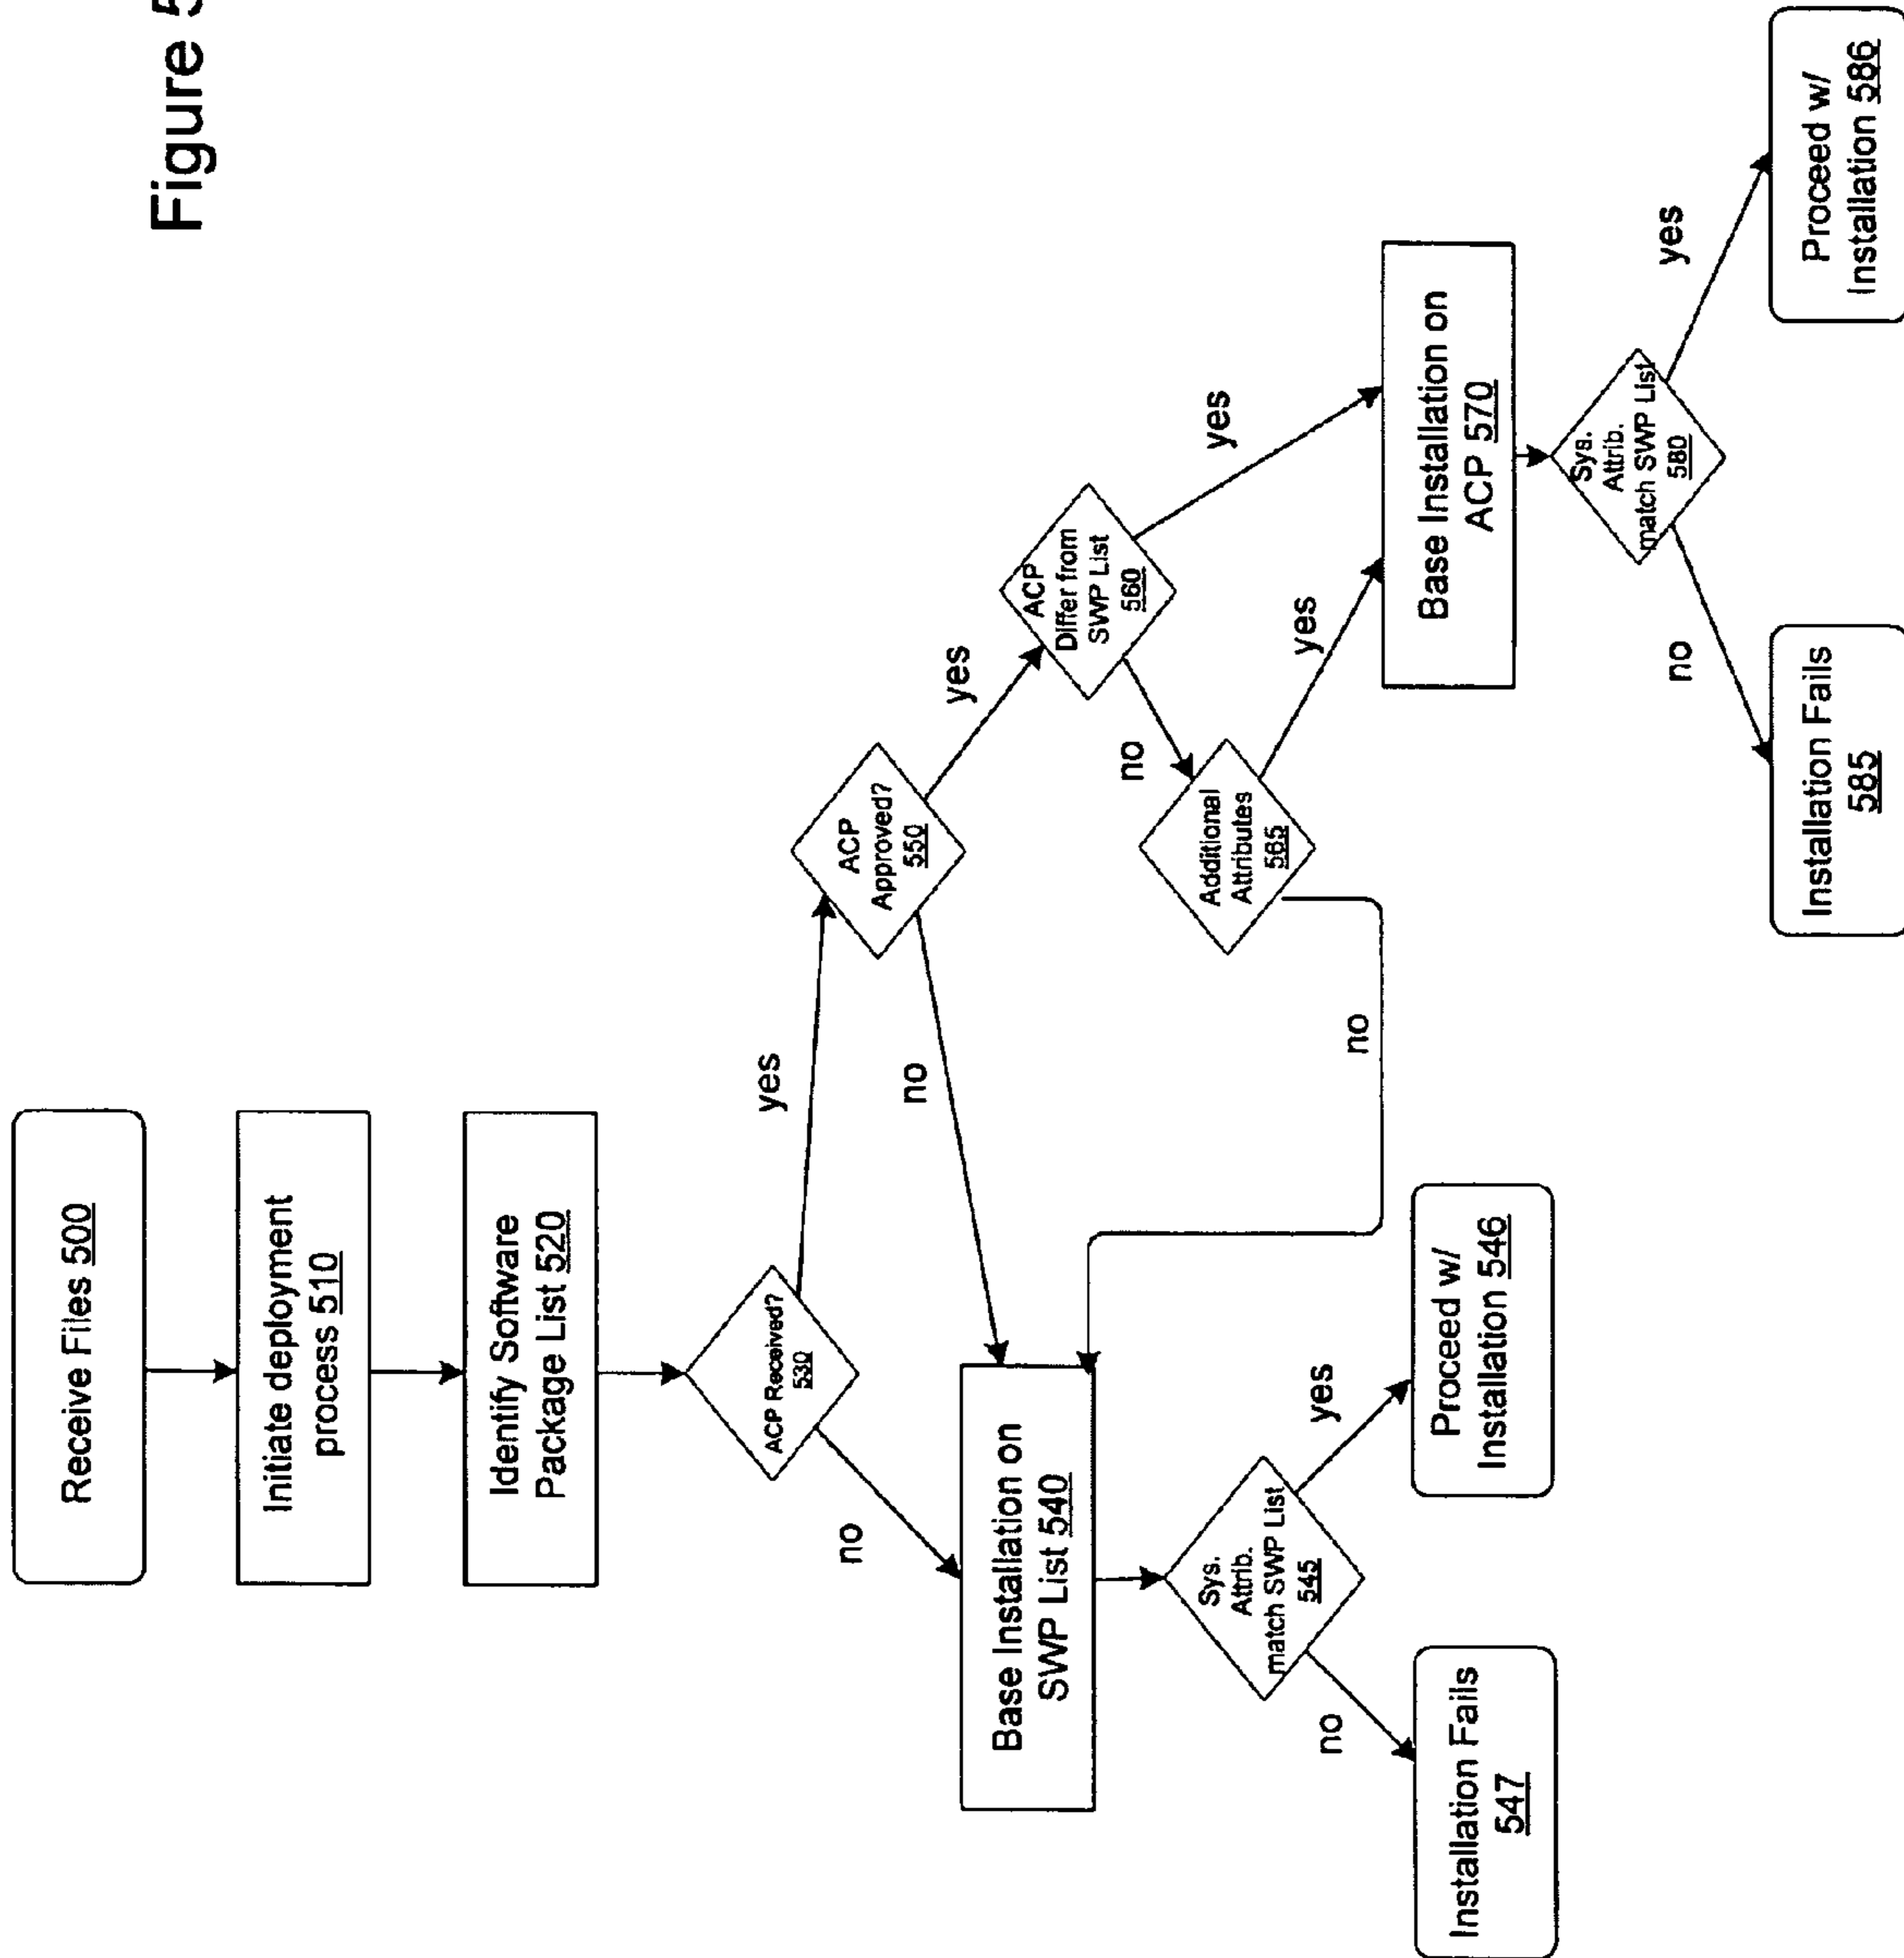 Figure 5
Receive Files 500
Initiate deployment
process 510
Identify Software
Package List 520
ACP Received?
530
yes
no
ACP
Approved?
550
yes
no
ACP
Differ from
SWP List
560
yes
no
Additional
Attributes
565
yes
no
Base Installation on
SWP List 540
Sys.
Attrib.
match SWP List
545
yes
no
Proceed w/
Installation 546
Installation Fails
547
Base Installation on
ACP 570
Sys.
Attrib.
match SWP List
580
yes
no
Installation Fails
585
Proceed w/
Installation 586